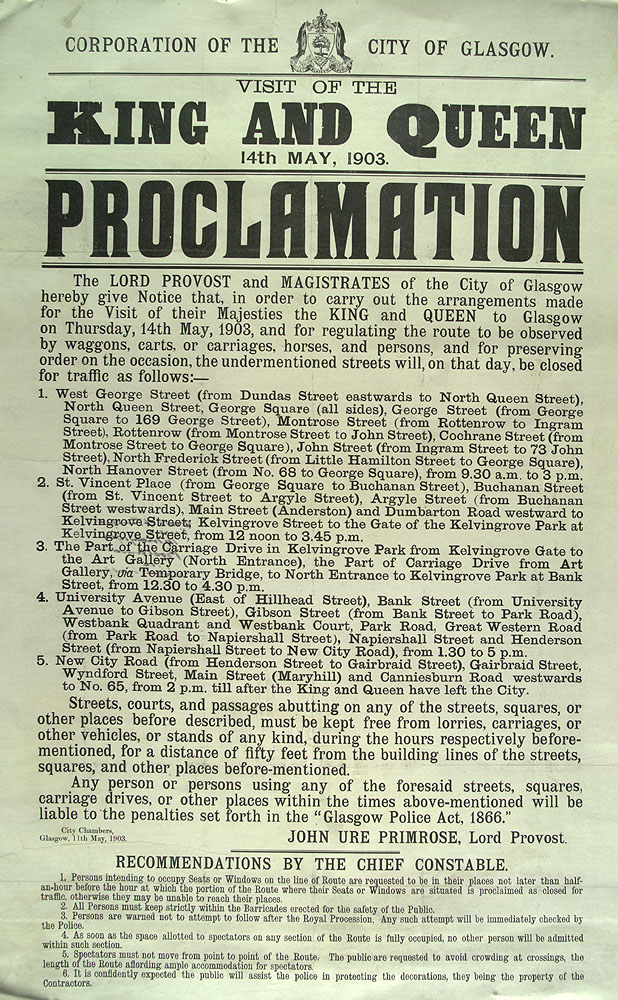 CORPORATION OF THE CITY OF GLASGOW.
VISIT OF THE
KING AND QUEEN
14th MAY, 1903.
PROCLAMATION
The LORD PROVOST and MAGISTRATES of the City of Glasgow
hereby give Notice that, in order to carry out the arrangements made
for the Visit of their Majesties the KING and QUEEN to Glasgow
on Thursday, 14th May, 1903, and for regulating the route to be observed
by waggons, carts, or carriages, horses, and persons, and for preserving
order on the occasion, the undermentioned streets will, on that day, be closed
for traffic as follows:—
1. West George Street (from Dundas Street eastwards to North Queen Street),
North Queen Street, George Square (all sides), George Street (from George
Square to 169 George Street), Montrose Street (from Rottenrow to Ingram
Street), Rottenrow (from Montrose Street to John Street), Cochrane Street (from
Montrose Street to George Square), John Street (from Ingram Street to 73 John
Street), North Frederick Street (from Little Hamilton Street to George Square),
North Hanover Street (from No. 68 to George Square), from 9.30 a.m. to 3 p.m.
2. St. Vincent Place (from George Square to Buchanan Street), Buchanan Street
(from St. Vincent Street to Argyle Street), Argyle Street (from Buchanan
Street westwards), Main Street (Anderston) and Dumbarton Road westward to
Kelvingrove Street; Kelvingrove Street to the Gate of the Kelvingrove Park at
Kelvingrove Street, from 12 noon to 3.45 p.m.
3. The Part of the Carriage Drive in Kelvingrove Park from Kelvingrove Gate to
the Art Gallery (North Entrance), the Part of Carriage Drive from Art
Gallery, via Temporary Bridge, to North Entrance to Kelvingrove Park at Bank
Street, from 12.30 to 4.30 p.m.
4. University Avenue (East of Hillhead Street), Bank Street (from University
Avenue to Gibson Street), Gibson Street (from Bank Street to Park Road),
Westbank Quadrant and Westbank Court, Park Road, Great Western Road
(from Park Road to Napiershall Street), Napiershall Street and Henderson
Street (from Napiershall Street to New City Road), from 1.30 to 5 p.m.
5. New City Road (from Henderson Street to Gairbraid Street), Gairbraid Street,
Wyndford Street, Main Street (Maryhill) and Canniesburn Road westwards
to No. 65, from 2 p.m. till after the King and Queen have left the City.
Streets, courts, and passages abutting on any of the streets, squares, or
other places before described, must be kept free from lorries, carriages, or
other vehicles, or stands of any kind, during the hours respectively before-
mentioned, for a distance of fifty feet from the building lines of the streets,
squares, and other places before-mentioned.
Any person or persons using any of the foresaid streets, squares,
carriage drives, or other places within the times above-mentioned will be
liable to the penalties set forth in the "Glasgow Police Act, 1866."
City Chambers,
Glasgow, 11th May, 1903.
JOHN URE PRIMROSE, Lord Provost.
RECOMMENDATIONS BY THE CHIEF CONSTABLE.
1. Persons intending to occupy Seats or Windows on the line of Route are requested to be in their places not later than half-
an-hour before the hour at which the portion of the Route where their Seats or Windows are situated is proclaimed as closed for
traffic, otherwise they may be unable to reach their places.
2. All Persons must keep strictly within the Barricades erected for the safety of the Public.
3. Persons are warned not to attempt to follow after the Royal Procession. Any such attempt will be immediately checked by
the Police.
4. As soon as the space allotted to spectators on any section of the Route is fully occupied, no other person will be admitted
within such section.
5. Spectators must not move from point to point of the Route. The public are requested to avoid crowding at crossings, the
length of the Route affording ample accommodation for spectators.
6. It is confidently expected the public will assist the police in protecting the decorations, they being the property of the
Contractors.